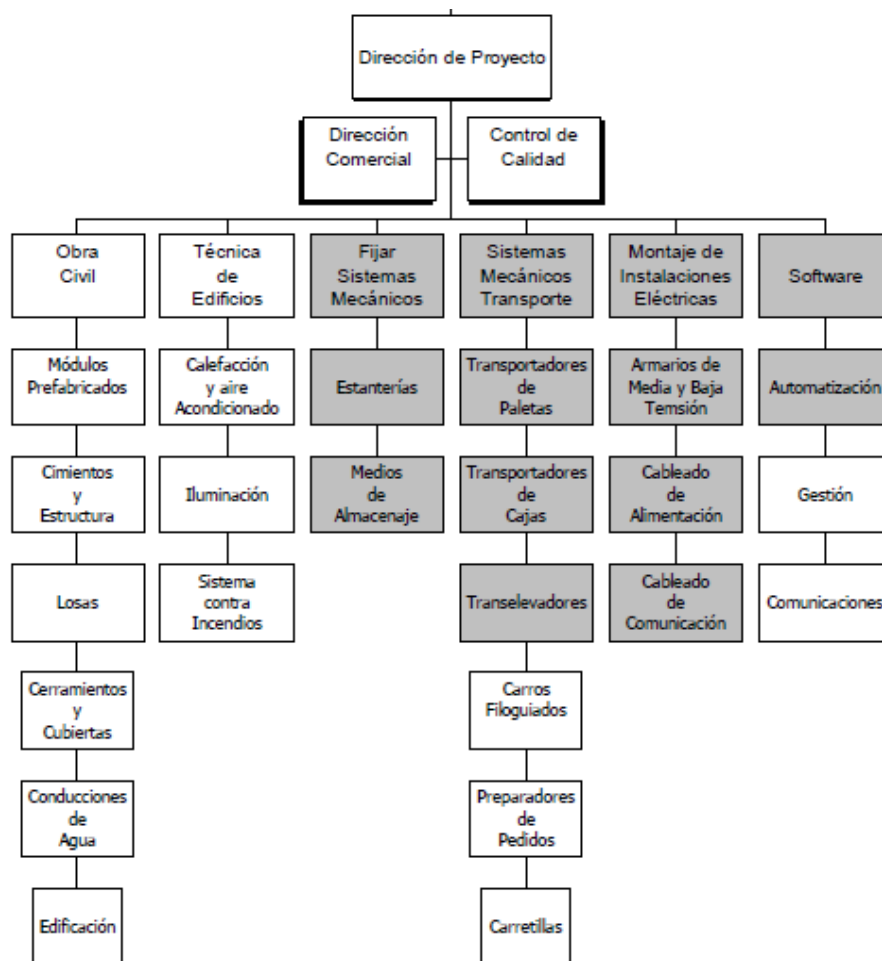 Dirección de Proyecto
Dirección
Comercial
Control de
Calidad
Obra
Civil
Técnica
de
Edificios
Fijar
Sistemas
Mecánicos
Sistemas
Mecánicos
Transporte
Montaje de
Instalaciones
Eléctricas
Software
Módulos
Prefabricados
Calefacción
y aire
Acondicionado
Estanterías
Transportadores
de
Paletas
Armarios de
Media y Baja
Temsión
Automatización
Cimientos
y
Estructura
Iluminación
Medios
de
Almacenaje
Transportadores
de
Cajas
Cableado
de
Alimentación
Gestión
Losas
Sistema
contra
Incendios
Transelevadores
Cableado
de
Comunicación
Comunicaciones
Cerramientos
y
Cubiertas
Carros
Filoguiados
Conducciones
de
Agua
Preparadores
de
Pedidos
Edificación
Carretillas